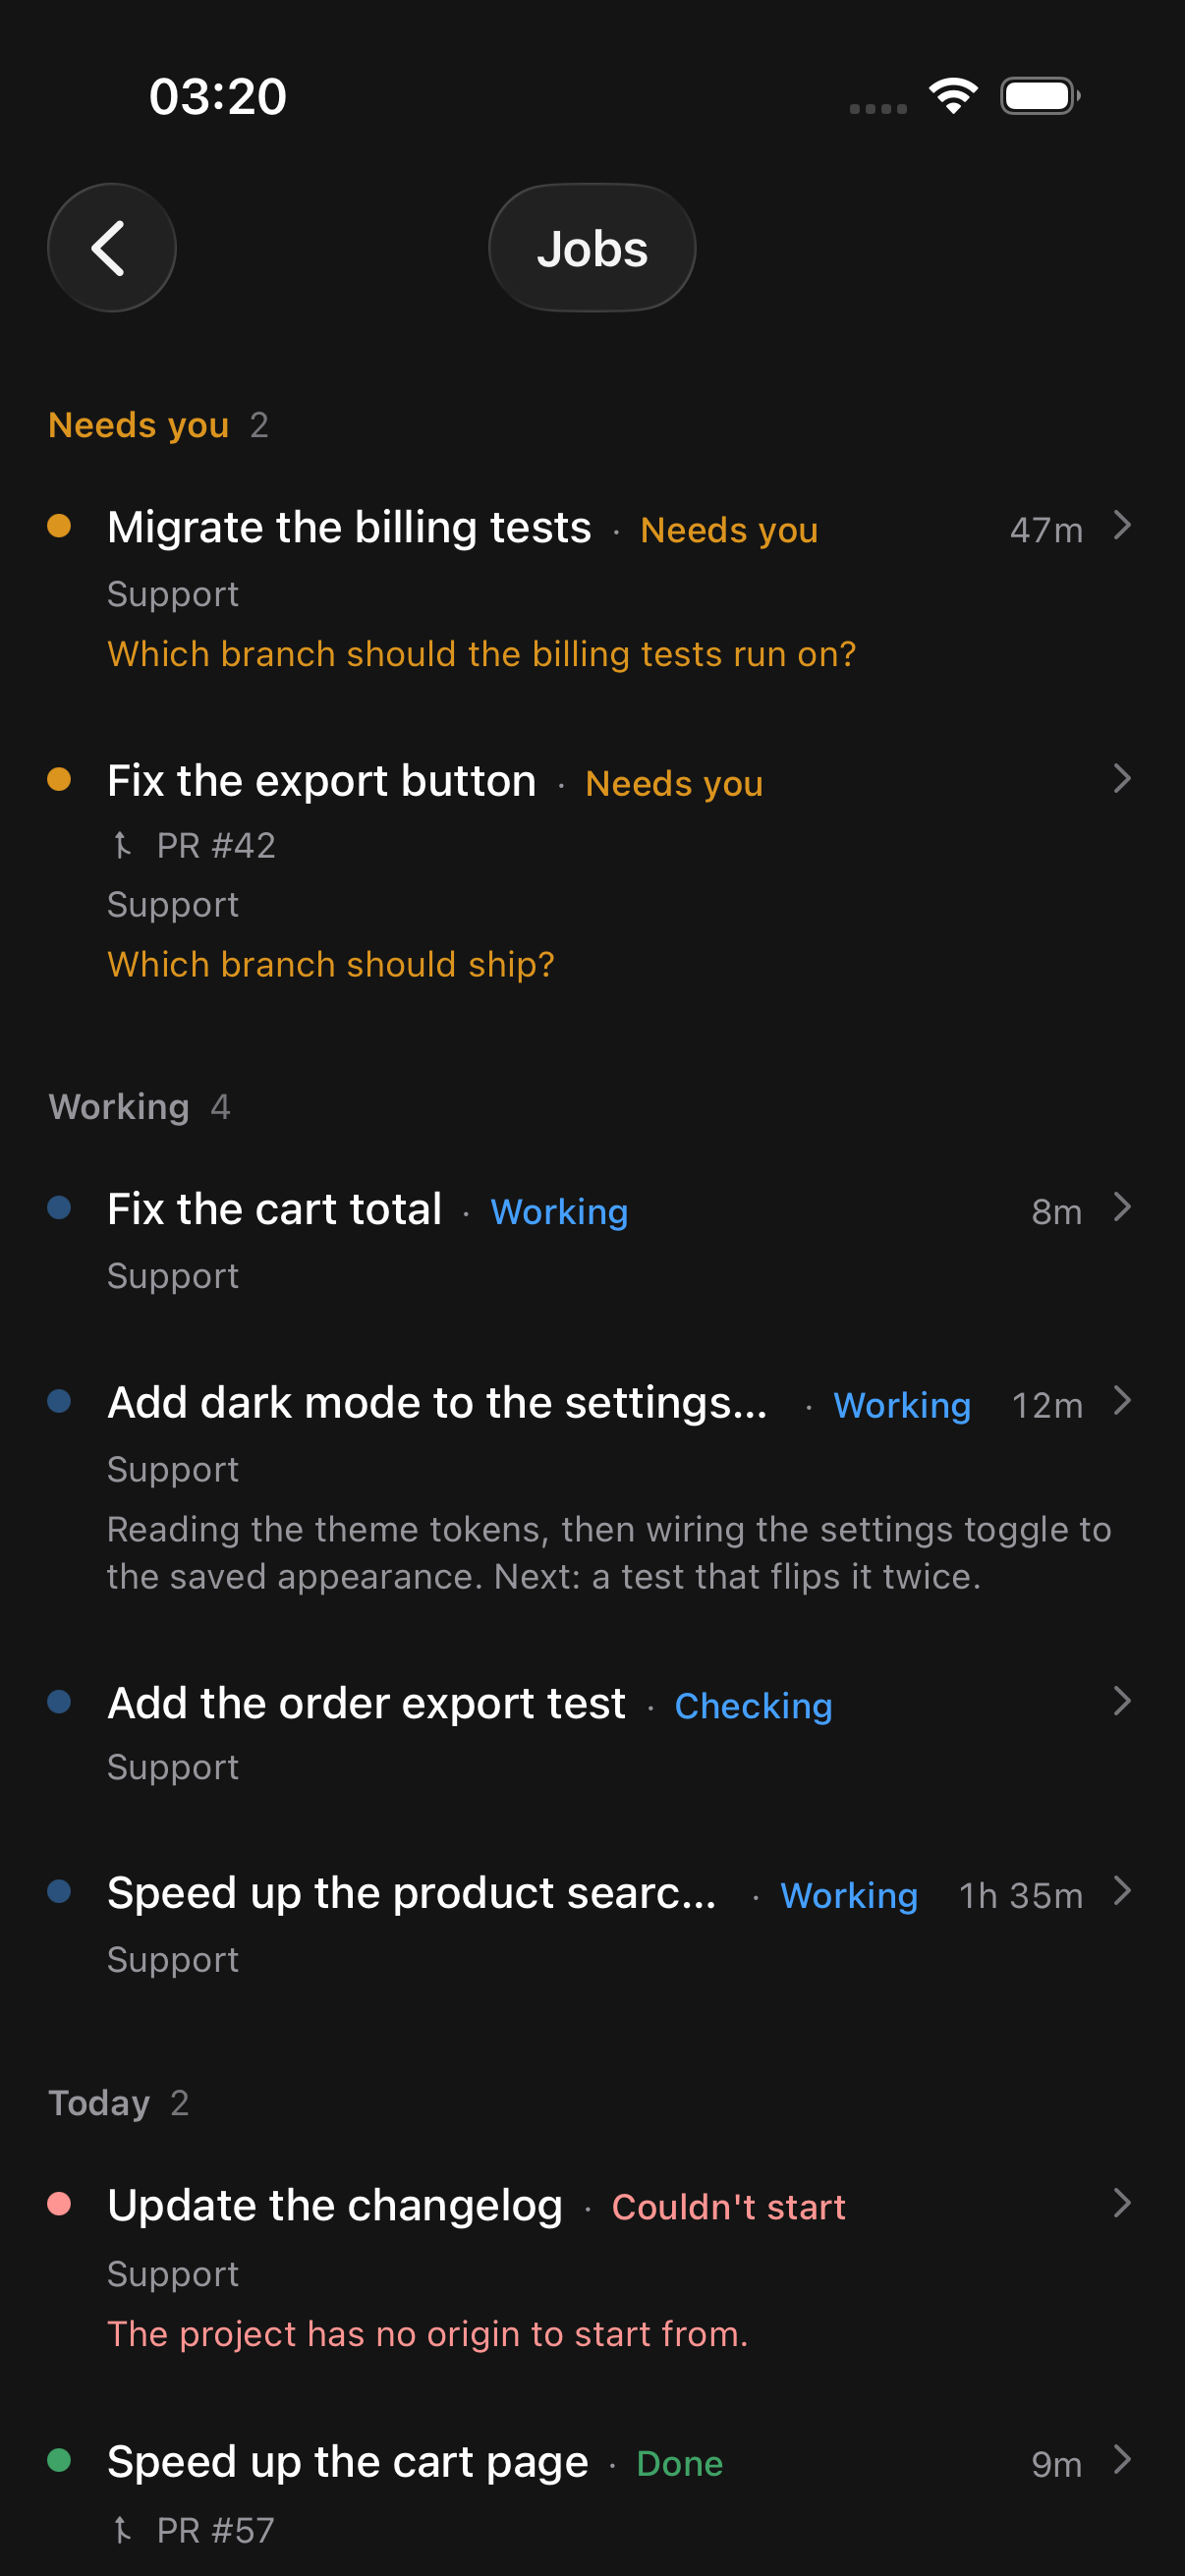 03:20
Jobs
Needs you 2
Migrate the billing tests · Needs you 47m
Support
Which branch should the billing tests run on?
Fix the export button · Needs you
PR #42
Support
Which branch should ship?
Working 4
Fix the cart total · Working 8m
Support
Add dark mode to the settings... · Working 12m
Support
Reading the theme tokens, then wiring the settings toggle to
the saved appearance. Next: a test that flips it twice.
Add the order export test · Checking
Support
Speed up the product searc... · Working 1h 35m
Support
Today 2
Update the changelog · Couldn't start
Support
The project has no origin to start from.
Speed up the cart page · Done 9m
PR #57